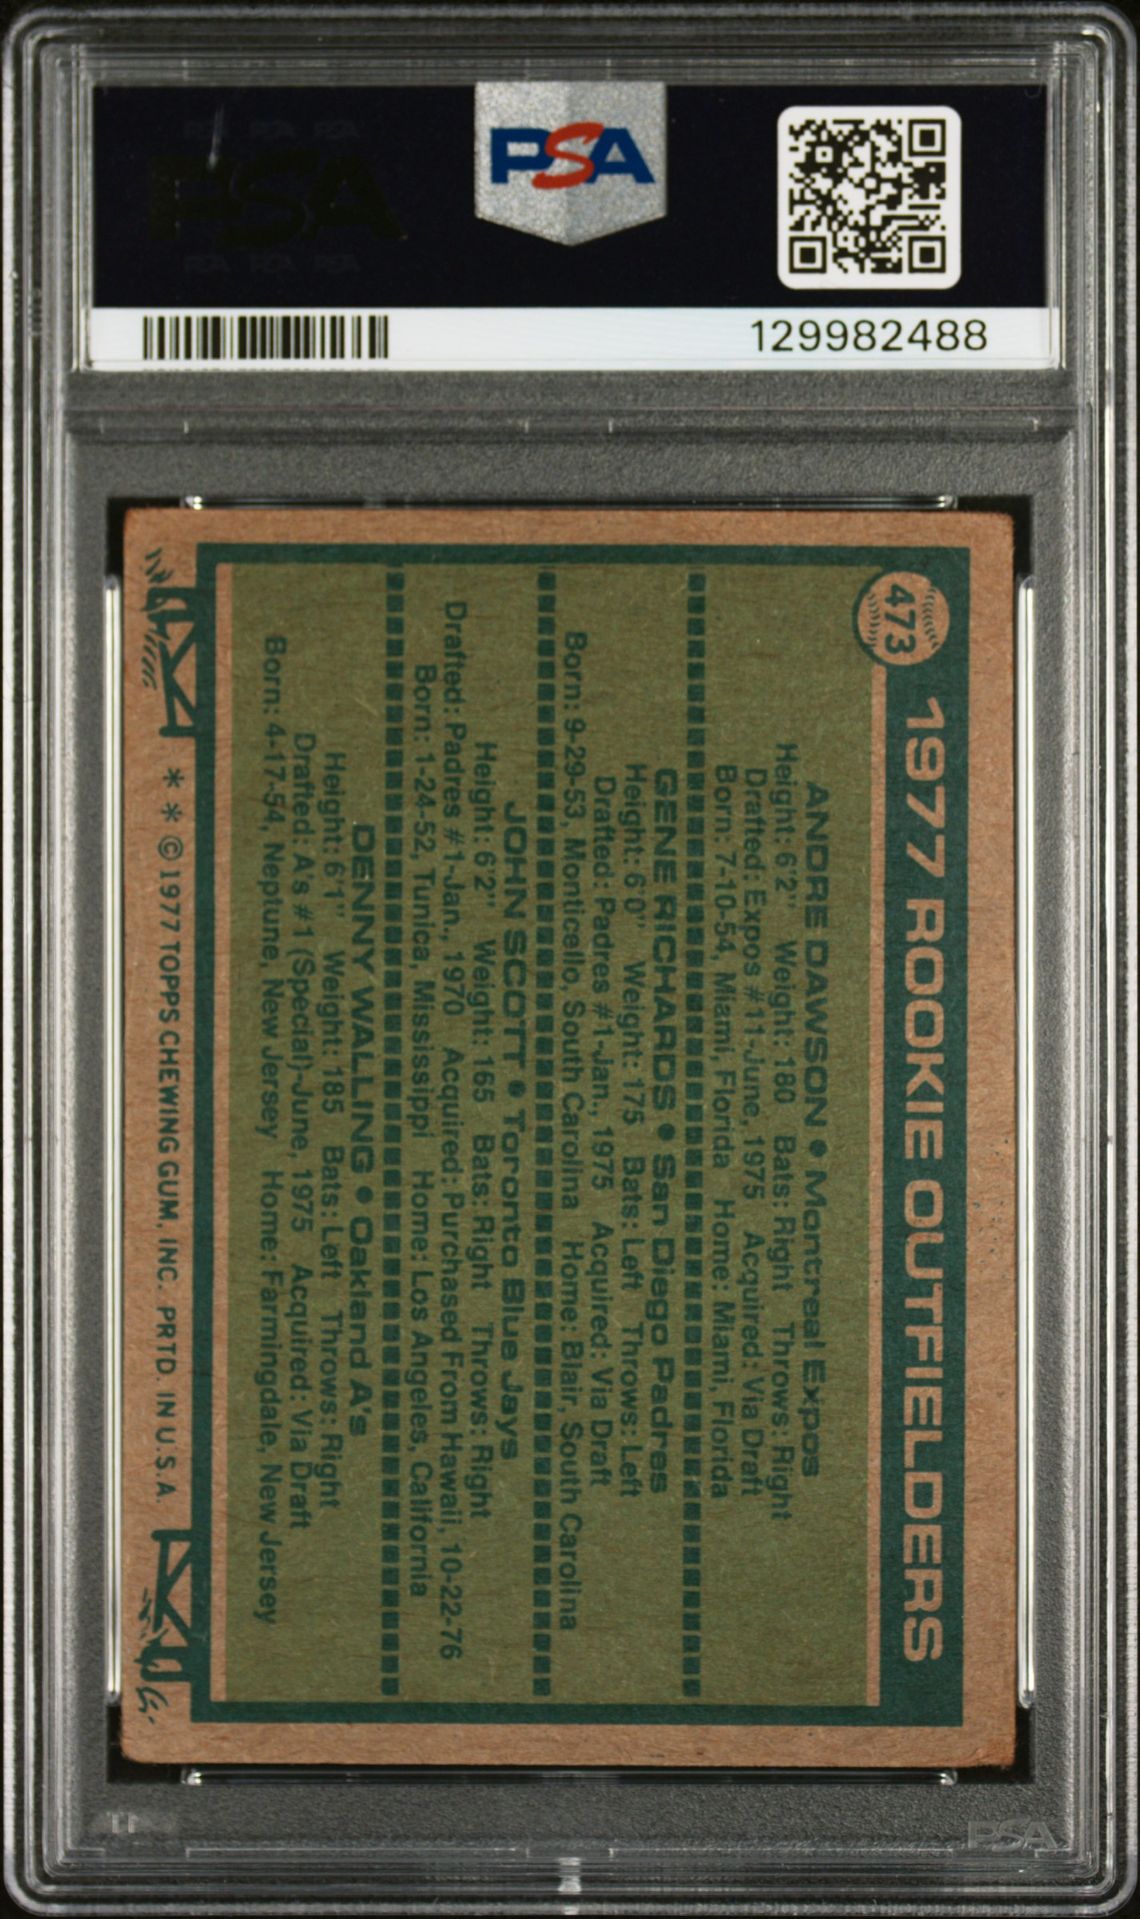 PSA
PSA
129982488
473
1977 ROOKIE OUTFIELDERS
ANDRE DAWSON • Montreal Expos
Height: 6'2" Weight: 180 Bats: Right Throws: Right
Drafted: Expos #11-June, 1975 Acquired: Via Draft
Born: 7-10-54, Miami, Florida Home: Miami, Florida
GENE RICHARDS • San Diego Padres
Height: 6'0" Weight: 175 Bats: Left Throws: Left
Drafted: Padres #1-Jan., 1975 Acquired: Via Draft
Born: 9-29-53, Monticello, South Carolina Home: Blair, South Carolina
JOHN SCOTT • Toronto Blue Jays
Height: 6'2" Weight: 165 Bats: Right Throws: Right
Drafted: Padres #1-Jan., 1970 Acquired: Purchased From Hawaii, 10-22-76
Born: 1-24-52, Tunica, Mississippi Home: Los Angeles, California
DENNY WALLING • Oakland A's
Height: 6'1" Weight: 185 Bats: Left Throws: Right
Drafted: A's #1 (Special)-June, 1975 Acquired: Via Draft
Born: 4-17-54, Neptune, New Jersey Home: Farmingdale, New Jersey
* * © 1977 TOPPS CHEWING GUM, INC. PRTD. IN U.S.A.
PSA